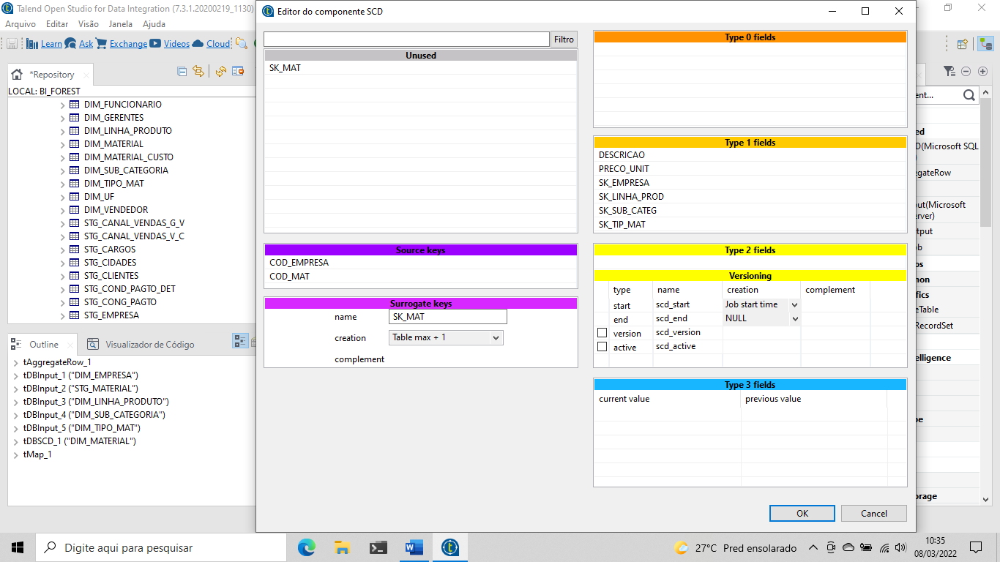 Talend Open Studio for Data Integration (7.3.1.20200219_1130)
Arquivo Editar Visão Janela Ajuda
Learn Ask Exchange Videos Cloud
*Repository
LOCAL: BI_FOREST
DIM_FUNCIONARIO
DIM_GERENTES
DIM_LINHA_PRODUTO
DIM_MATERIAL
DIM_MATERIAL_CUSTO
DIM_SUB_CATEGORIA
DIM_TIPO_MAT
DIM_UF
DIM_VENDEDOR
STG_CANAL_VENDAS_G_V
STG_CANAL_VENDAS_V_C
STG_CARGOS
STG_CIDADES
STG_CLIENTES
STG_COND_PAGTO_DET
STG_CONG_PAGTO
STG_EMPRESA
Outline Visualizador de Código
tAggregateRow_1
tDBInput_1 ("DIM_EMPRESA")
tDBInput_2 ("STG_MATERIAL")
tDBInput_3 ("DIM_LINHA_PRODUTO")
tDBInput_4 ("DIM_SUB_CATEGORIA")
tDBInput_5 ("DIM_TIPO_MAT")
tDBSCD_1 ("DIM_MATERIAL")
tMap_1
Editor do componente SCD
Filtro
Unused
SK_MAT
Source keys
COD_EMPRESA
COD_MAT
Surrogate keys
name SK_MAT
creation Table max + 1
complement
Type 0 fields
Type 1 fields
DESCRICAO
PRECO_UNIT
SK_EMPRESA
SK_LINHA_PROD
SK_SUB_CATEG
SK_TIP_MAT
Type 2 fields
Versioning
type name creation complement
start scd_start Job start time
end scd_end NULL
version scd_version
active scd_active
Type 3 fields
current value previous value
OK Cancel
ent...
ed
D(Microsoft SQL
egateRow
out(Microsoft
erver)
tput
ob
os
mon
fics
eTable
RecordSet
elligence
pe
orage
Digite aqui para pesquisar
27°C Pred ensolarado
10:35
08/03/2022